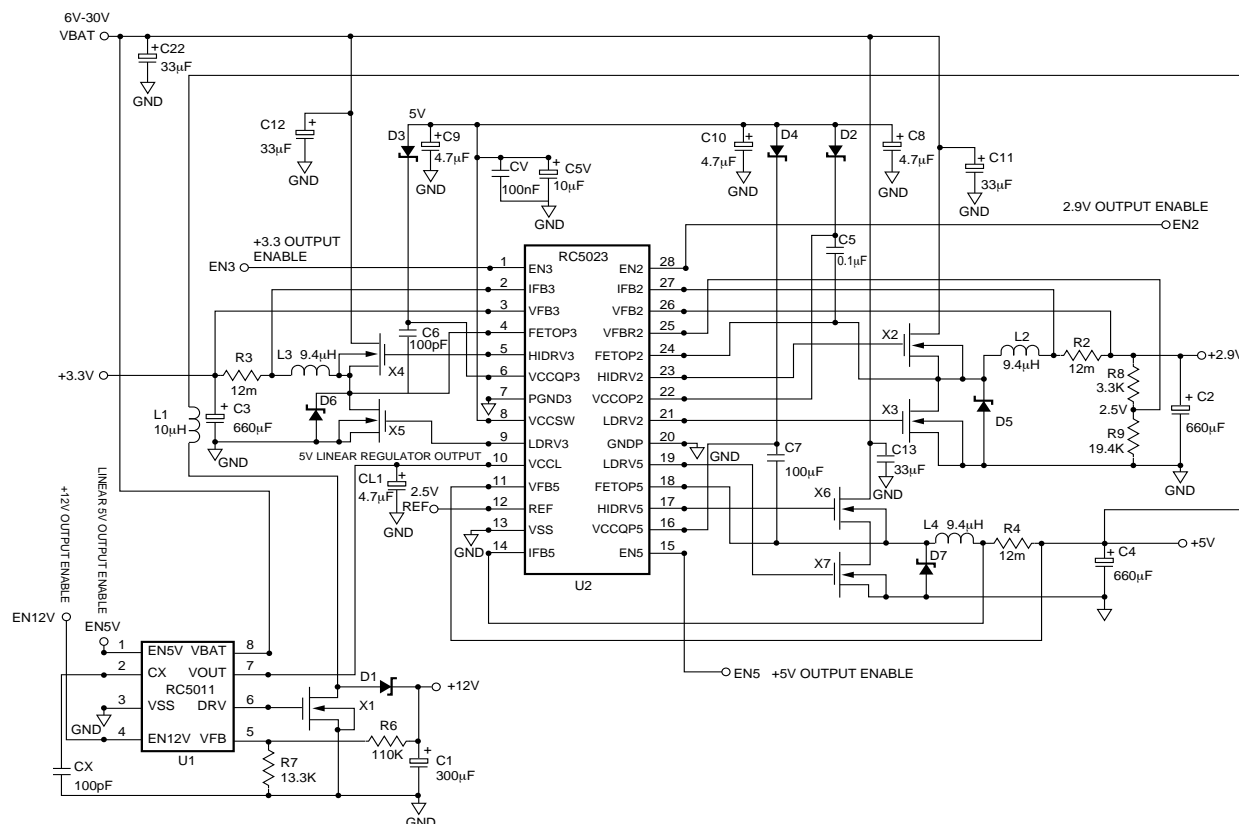 6V-30V
VBAT
C22
33µF
GND
C12
33µF
GND
5V
D3
C9
4.7µF
GND
CV
100nF
C5V
10µF
GND
C10
4.7µF
GND
D4
D2
C8
4.7µF
GND
C11
33µF
GND
2.9V OUTPUT ENABLE
EN2
+3.3 OUTPUT
ENABLE
EN3
C5
0.1µF
RC5023
1 EN3 EN2 28
2 IFB3 IFB2 27
3 VFB3 VFB2 26
4 FETOP3 VFBR2 25
5 HIDRV3 FETOP2 24
6 VCCQP3 HIDRV2 23
7 PGND3 VCCOP2 22
8 VCCSW LDRV2 21
9 LDRV3 GNDP 20
10 VCCL LDRV5 19
11 VFB5 FETOP5 18
12 REF HIDRV5 17
13 VSS VCCQP5 16
14 IFB5 EN5 15
U2
C6
100pF
X4
R3
12m
L3 9.4µH
+3.3V
L1
10µH
C3
660µF
GND
D6
X5
5V LINEAR REGULATOR OUTPUT
CL1
4.7µF
GND
2.5V
REF
GND
GND
X2
X3
L2
9.4µH
R2
12m
+2.9V
R8
3.3K
2.5V
R9
19.4K
C2
660µF
GND
D5
GND
C7
100µF
C13
33µF
GND
X6
X7
L4 9.4µH
R4
12m
D7
+5V
C4
660µF
EN5 +5V OUTPUT ENABLE
+12V OUTPUT ENABLE
LINEAR 5V OUTPUT ENABLE
EN12V
EN5V
1 EN5V VBAT 8
2 CX VOUT 7
RC5011
3 VSS DRV 6
4 EN12V VFB 5
U1
GND
CX
100pF
D1
+12V
X1
R6
110K
R7
13.3K
C1
300µF
GND